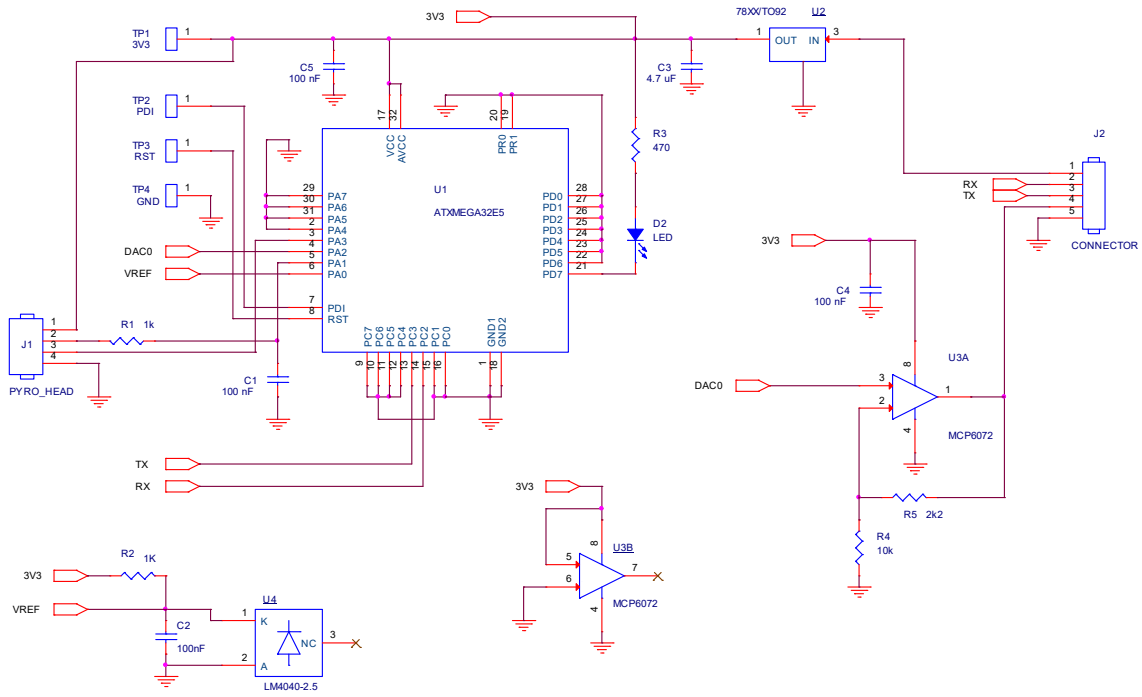 3V3
78XX/TO92
U2
TP1
3V3
1
1
OUT
IN
3
C5
100 nF
C3
4.7 uF
TP2
PDI
1
17
32
20
19
VCC
AVCC
PR0
PR1
R3
470
J2
TP3
RST
1
TP4
GND
1
U1
ATXMEGA32E5
29
30
31
2
3
4
5
6
PA7
PA6
PA5
PA4
PA3
PA2
PA1
PA0
28
27
26
25
24
23
22
21
PD0
PD1
PD2
PD3
PD4
PD5
PD6
PD7
1
2
3
4
5
RX
TX
CONNECTOR
D2
LED
DAC0
VREF
3V3
C4
100 nF
7
8
PDI
RST
J1
1
2
3
4
PYRO_HEAD
R1 1k
PC7
PC6
PC5
PC4
PC3
PC2
PC1
PC0
GND1
GND2
9
10
11
12
13
14
15
16
1
18
C1
100 nF
U3A
8
DAC0
3
2
1
4
MCP6072
TX
RX
R5 2k2
R4
10k
3V3
8
U3B
5
6
7
4
MCP6072
R2
1K
3V3
VREF
C2
100nF
U4
1
K
NC
3
2
A
LM4040-2.5